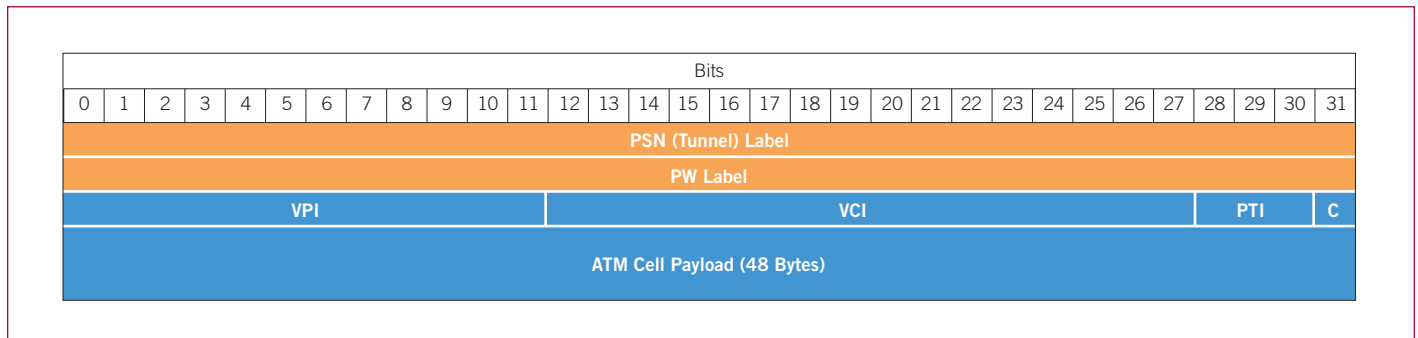 Bits
0 1 2 3 4 5 6 7 8 9 10 11 12 13 14 15 16 17 18 19 20 21 22 23 24 25 26 27 28 29 30 31
PSN (Tunnel) Label
PW Label
VPI VCI PTI C
ATM Cell Payload (48 Bytes)